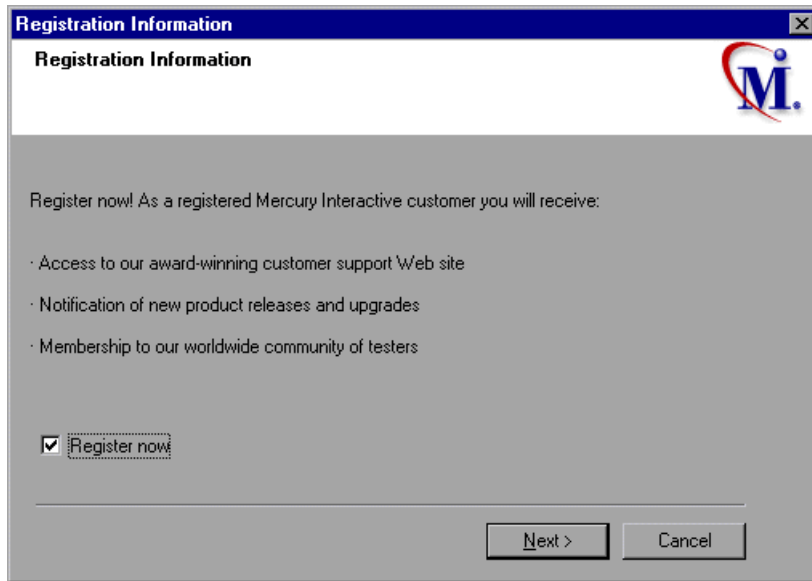 Registration Information
Registration Information
M.
Register now! As a registered Mercury Interactive customer you will receive:
· Access to our award-winning customer support Web site
· Notification of new product releases and upgrades
· Membership to our worldwide community of testers
Register now
Next >
Cancel